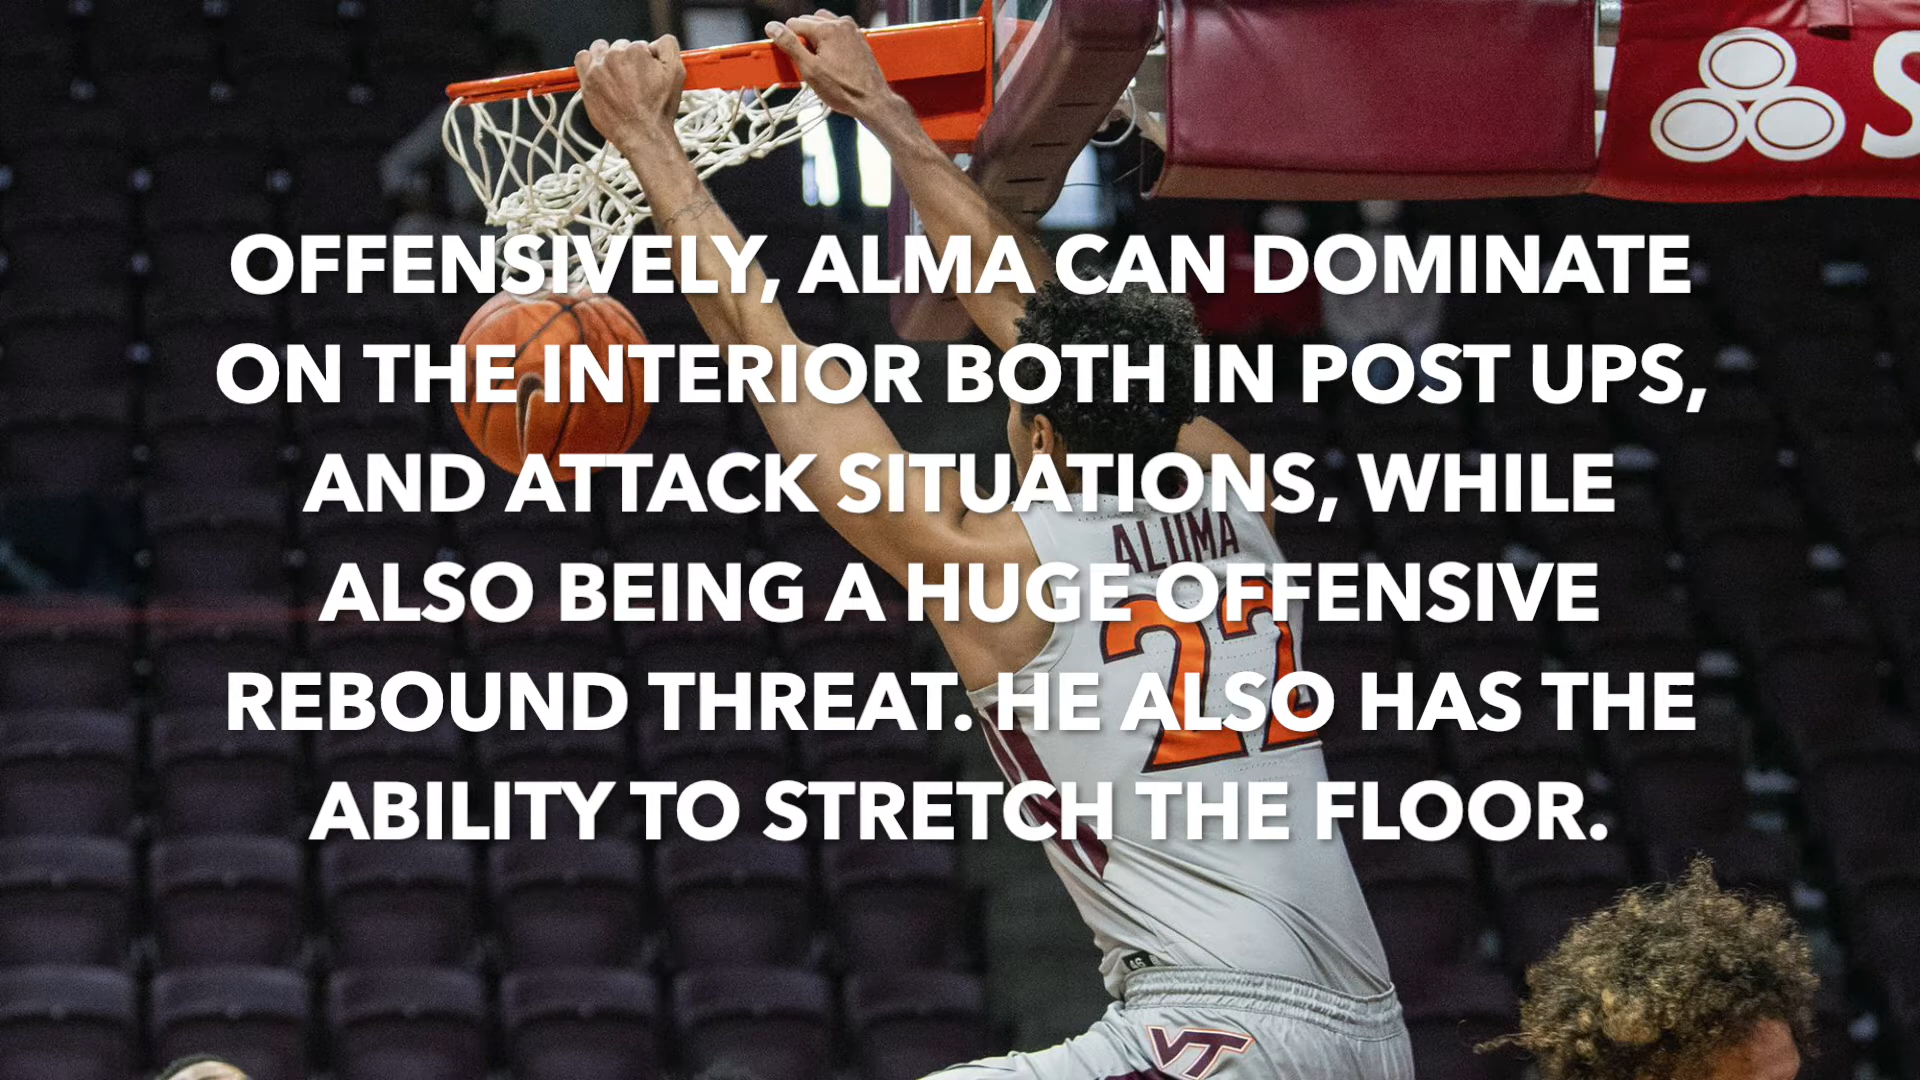 OFFENSIVELY, ALMA CAN DOMINATE
ON THE INTERIOR BOTH IN POST UPS,
AND ATTACK SITUATIONS, WHILE
ALSO BEING A HUGE OFFENSIVE
REBOUND THREAT. HE ALSO HAS THE
ABILITY TO STRETCH THE FLOOR.
ALUMA
22
46
VT
S